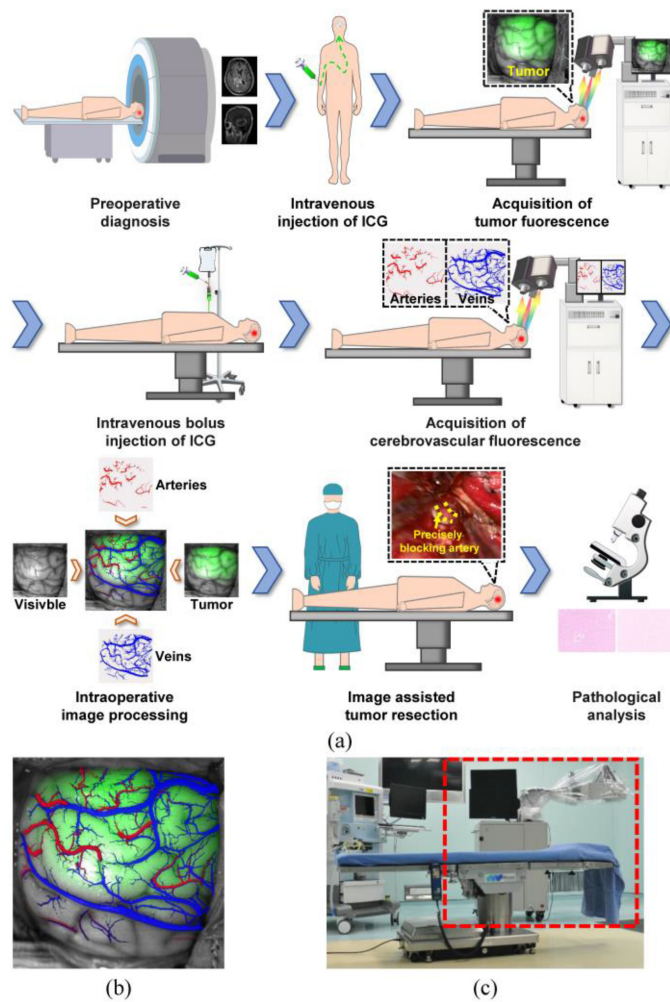 Tumor
Preoperative
diagnosis
Intravenous
injection of ICG
Acquisition of
tumor fuorescence
Arteries
Veins
Intravenous bolus
injection of ICG
Acquisition of
cerebrovascular fluorescence
Arteries
Visivble
Tumor
Veins
Precisely
blocking artery
Intraoperative
image processing
Image assisted
tumor resection
Pathological
analysis
(a)
(b)
(c)